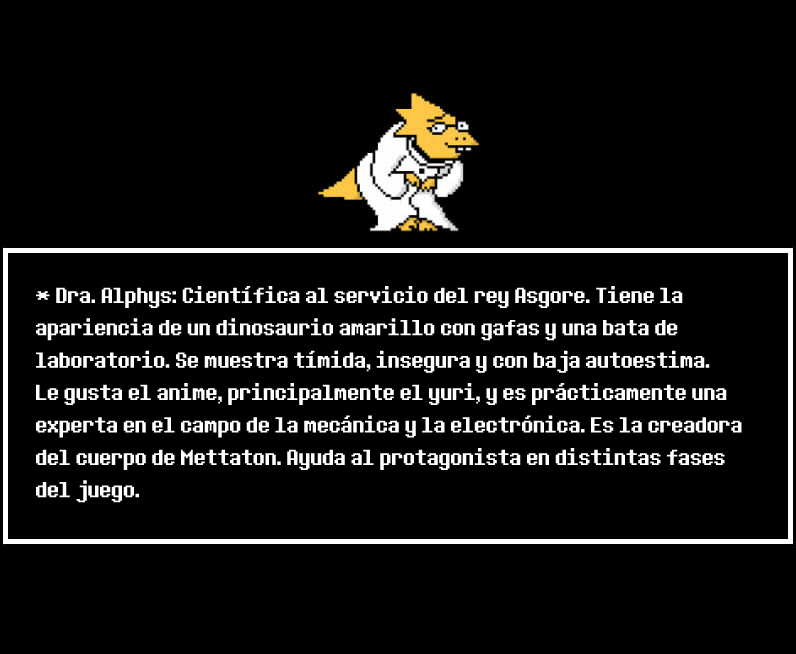 * Dra. Alphys: Científica al servicio del rey Asgore. Tiene la
apariencia de un dinosaurio amarillo con gafas y una bata de
laboratorio. Se muestra tímida, insegura y con baja autoestima.
Le gusta el anime, principalmente el yuri, y es prácticamente una
experta en el campo de la mecánica y la electrónica. Es la creadora
del cuerpo de Mettaton. Ayuda al protagonista en distintas fases
del juego.